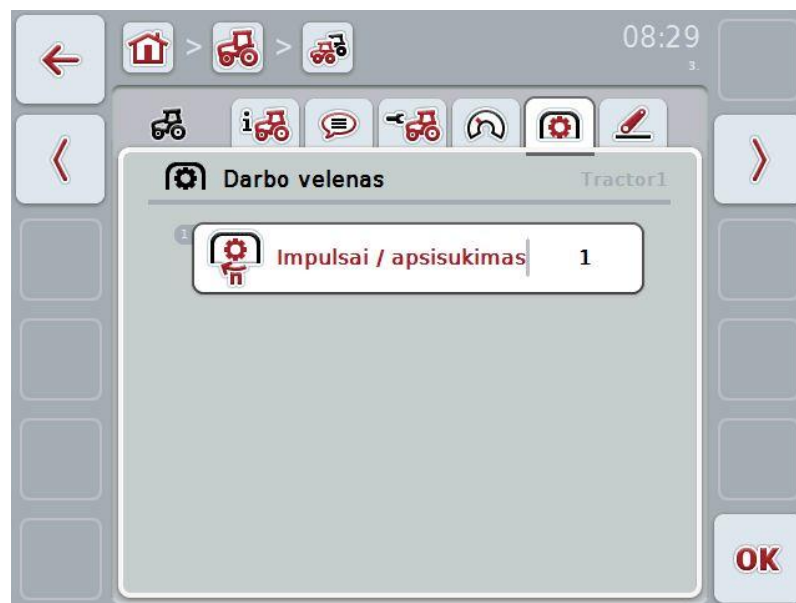 > >
08:29
3.
i
Darbo velenas
Tractor1
1
Impulsai / apsisukimas
1
n
OK